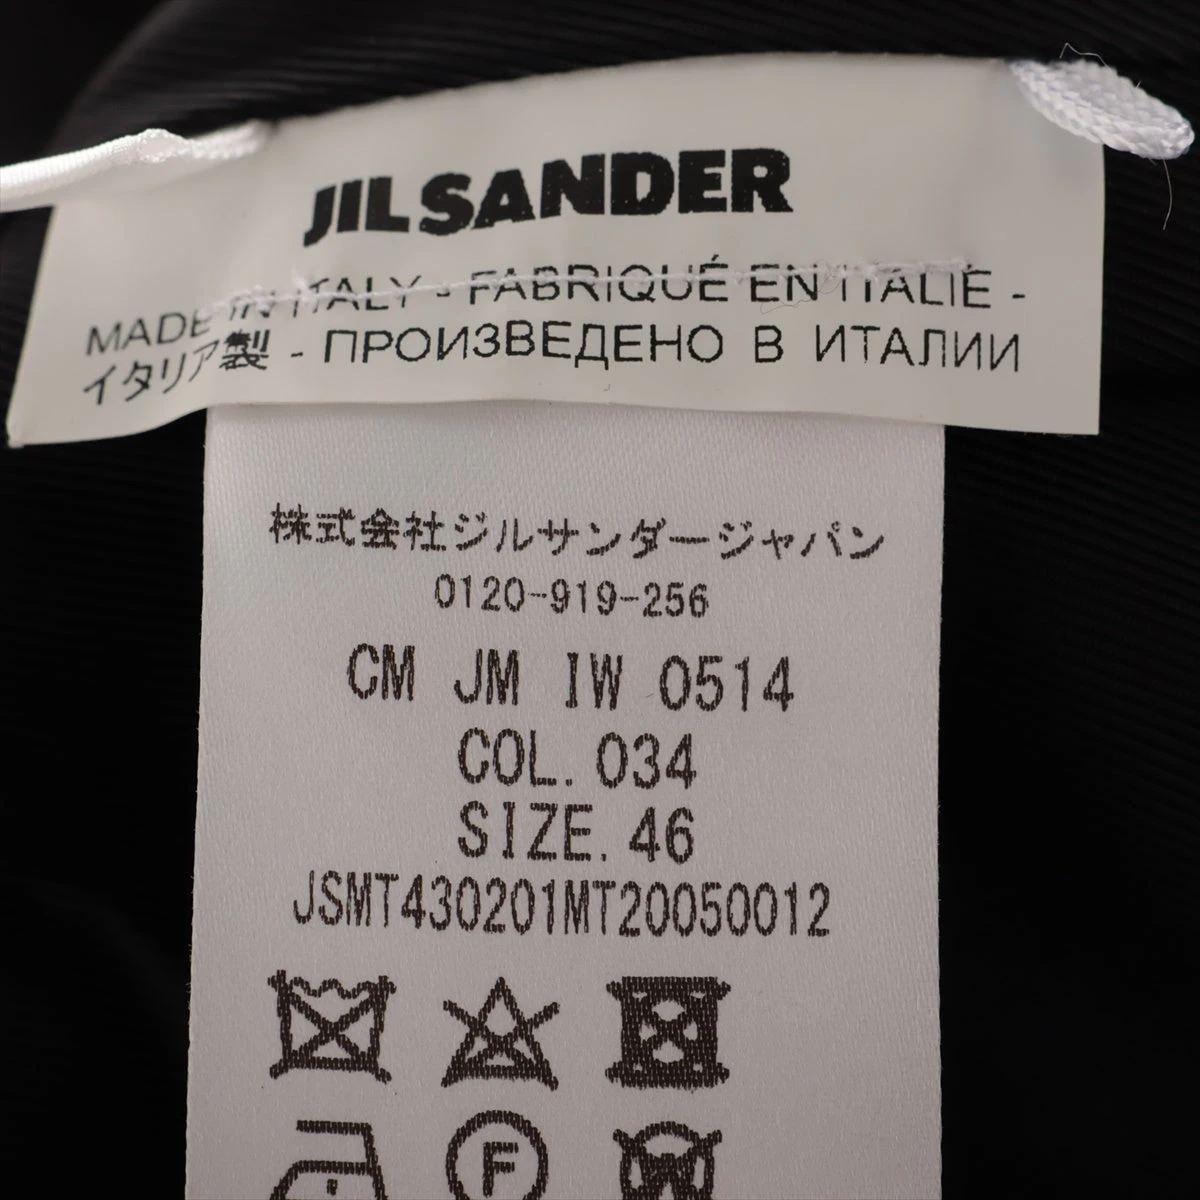 JIL SANDER
MADE IN ITALY - FABRIQUÉ EN ITALIE -
イタリア製 - ПРОИЗВЕДЕНО В ИТАЛИИ
株式会社ジルサンダージャパン
0120-919-256
CM JM IW 0514
COL. 034
SIZE. 46
JSMT430201MT20050012
F